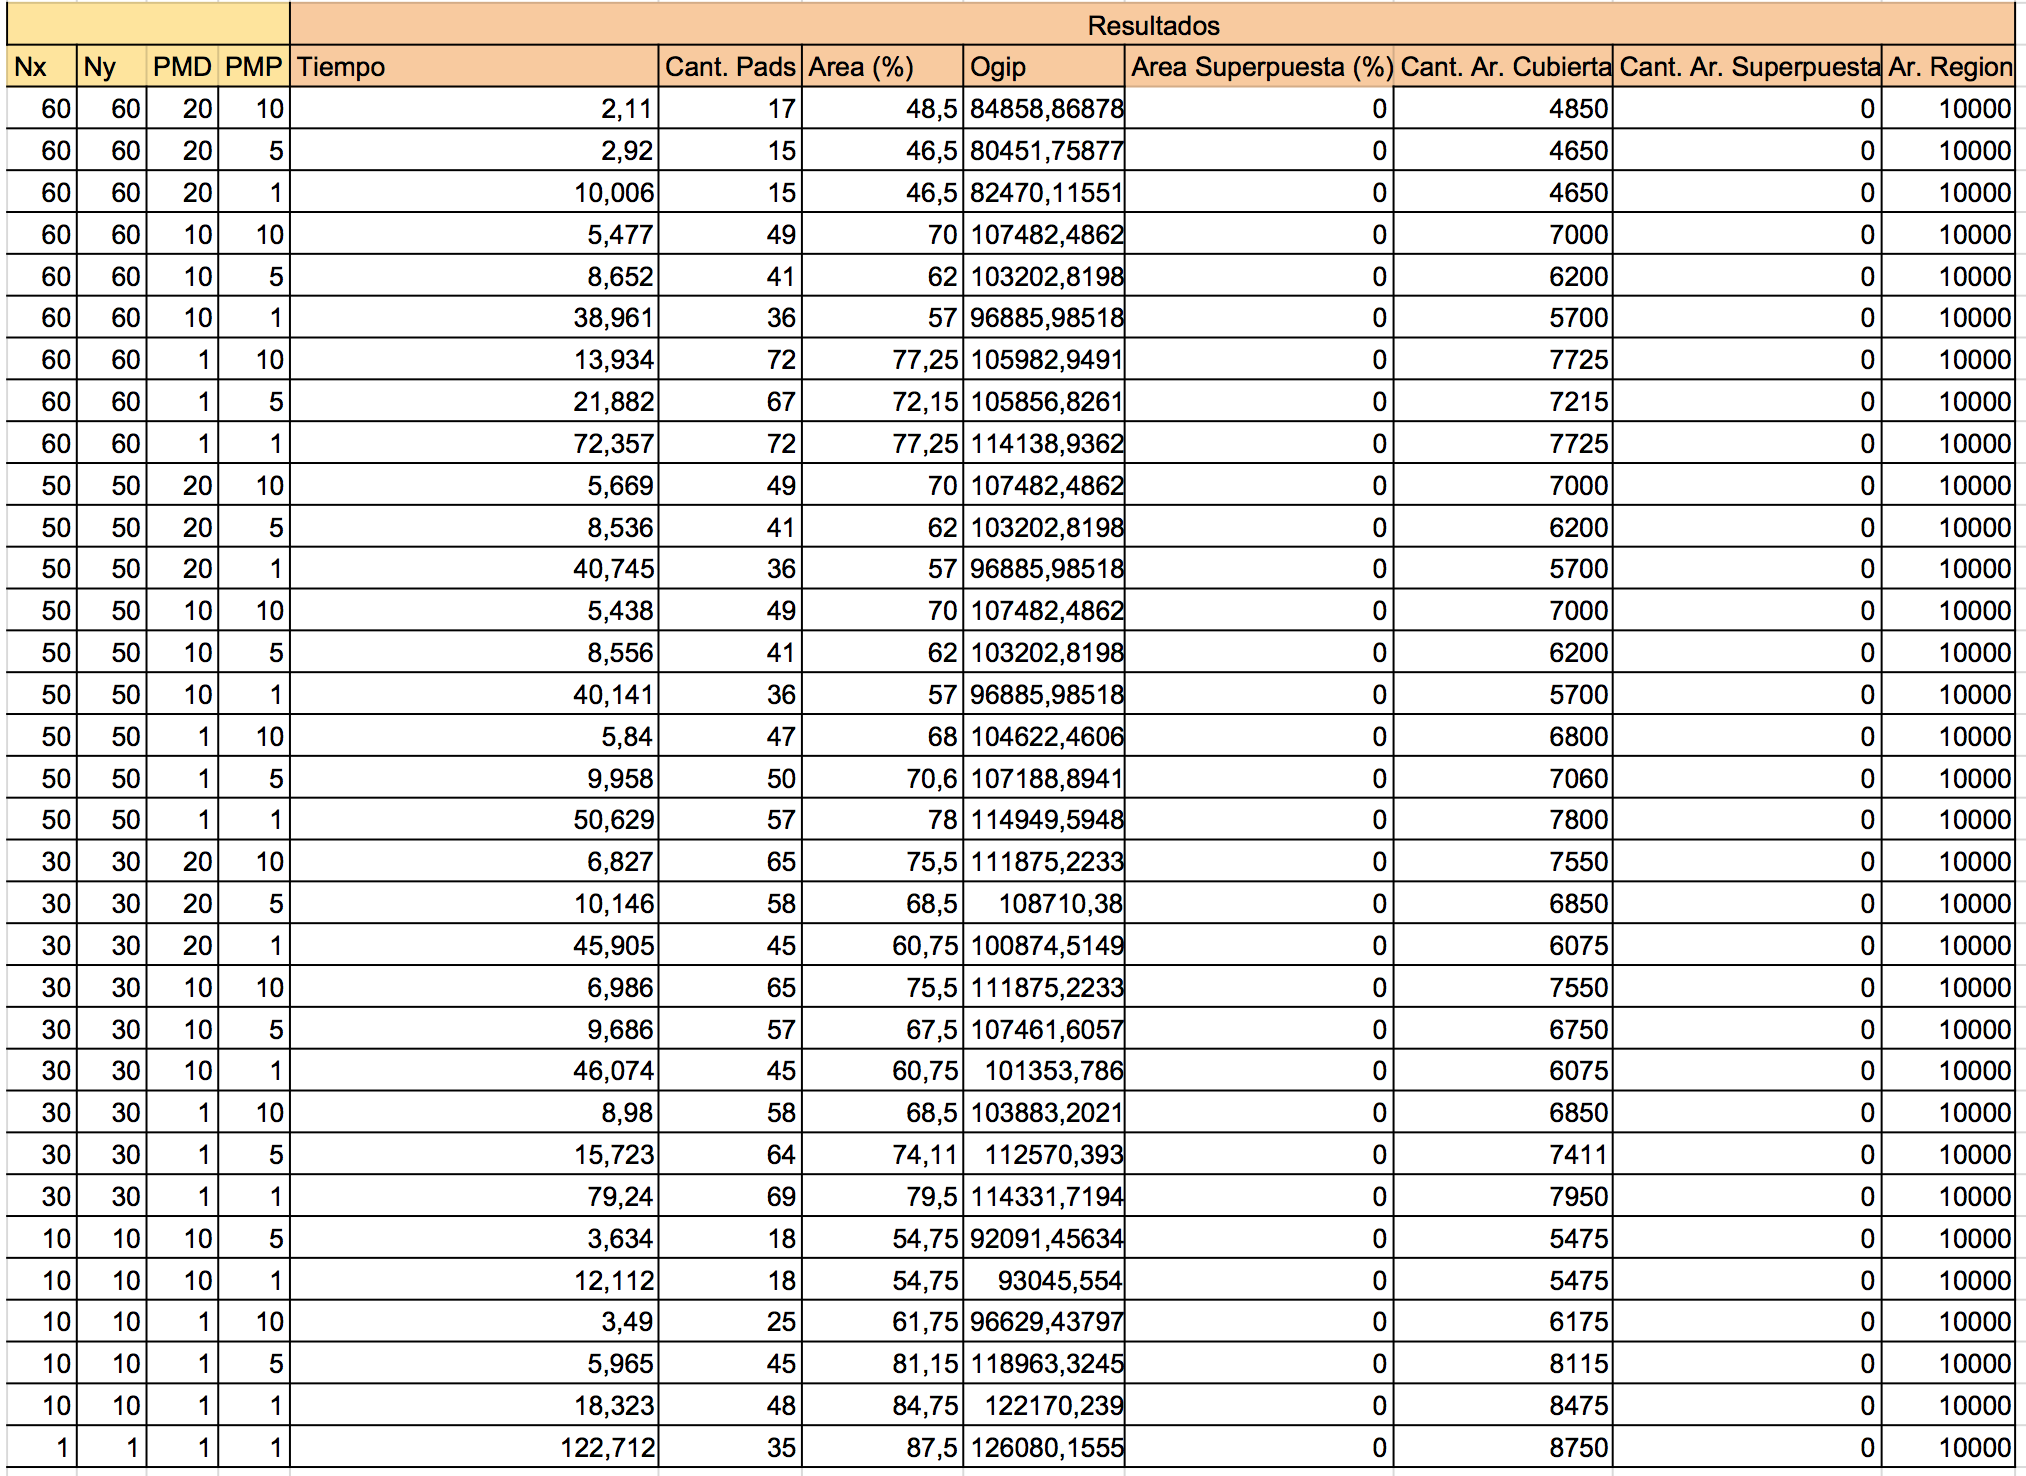 Resultados
Nx Ny PMD PMP Tiempo Cant. Pads Area (%) Ogip Area Superpuesta (%) Cant. Ar. Cubierta Cant. Ar. Superpuesta Ar. Region
60 60 20 10 2,11 17 48,5 84858,86878 0 4850 0 10000
60 60 20 5 2,92 15 46,5 80451,75877 0 4650 0 10000
60 60 20 1 10,006 15 46,5 82470,11551 0 4650 0 10000
60 60 10 10 5,477 49 70 107482,4862 0 7000 0 10000
60 60 10 5 8,652 41 62 103202,8198 0 6200 0 10000
60 60 10 1 38,961 36 57 96885,98518 0 5700 0 10000
60 60 1 10 13,934 72 77,25 105982,9491 0 7725 0 10000
60 60 1 5 21,882 67 72,15 105856,8261 0 7215 0 10000
60 60 1 1 72,357 72 77,25 114138,9362 0 7725 0 10000
50 50 20 10 5,669 49 70 107482,4862 0 7000 0 10000
50 50 20 5 8,536 41 62 103202,8198 0 6200 0 10000
50 50 20 1 40,745 36 57 96885,98518 0 5700 0 10000
50 50 10 10 5,438 49 70 107482,4862 0 7000 0 10000
50 50 10 5 8,556 41 62 103202,8198 0 6200 0 10000
50 50 10 1 40,141 36 57 96885,98518 0 5700 0 10000
50 50 1 10 5,84 47 68 104622,4606 0 6800 0 10000
50 50 1 5 9,958 50 70,6 107188,8941 0 7060 0 10000
50 50 1 1 50,629 57 78 114949,5948 0 7800 0 10000
30 30 20 10 6,827 65 75,5 111875,2233 0 7550 0 10000
30 30 20 5 10,146 58 68,5 108710,38 0 6850 0 10000
30 30 20 1 45,905 45 60,75 100874,5149 0 6075 0 10000
30 30 10 10 6,986 65 75,5 111875,2233 0 7550 0 10000
30 30 10 5 9,686 57 67,5 107461,6057 0 6750 0 10000
30 30 10 1 46,074 45 60,75 101353,786 0 6075 0 10000
30 30 1 10 8,98 58 68,5 103883,2021 0 6850 0 10000
30 30 1 5 15,723 64 74,11 112570,393 0 7411 0 10000
30 30 1 1 79,24 69 79,5 114331,7194 0 7950 0 10000
10 10 10 5 3,634 18 54,75 92091,45634 0 5475 0 10000
10 10 10 1 12,112 18 54,75 93045,554 0 5475 0 10000
10 10 1 10 3,49 25 61,75 96629,43797 0 6175 0 10000
10 10 1 5 5,965 45 81,15 118963,3245 0 8115 0 10000
10 10 1 1 18,323 48 84,75 122170,239 0 8475 0 10000
1 1 1 1 122,712 35 87,5 126080,1555 0 8750 0 10000